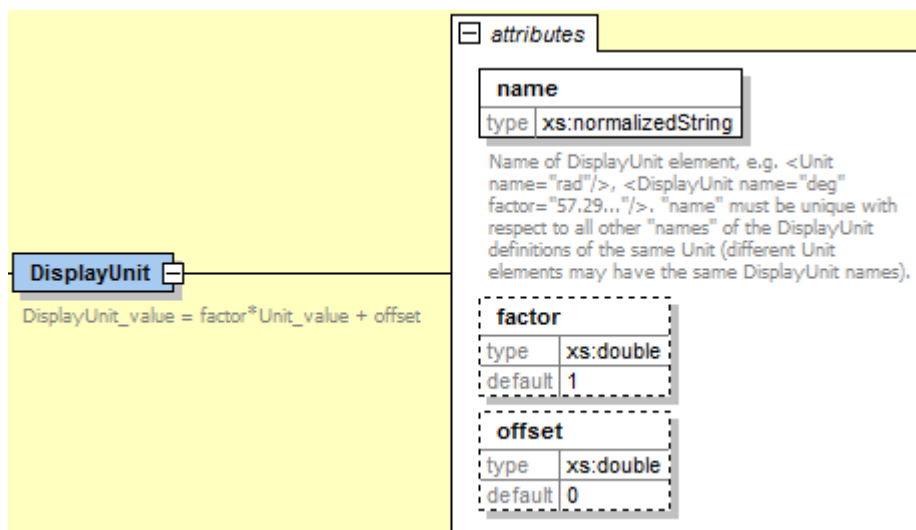 attributes
name
type xs:normalizedString
Name of DisplayUnit element, e.g. <Unit
name="rad"/>, <DisplayUnit name="deg"
factor="57.29..."/>. "name" must be unique with
respect to all other "names" of the DisplayUnit
definitions of the same Unit (different Unit
elements may have the same DisplayUnit names).
DisplayUnit
DisplayUnit_value = factor*Unit_value + offset
factor
type xs:double
default 1
offset
type xs:double
default 0